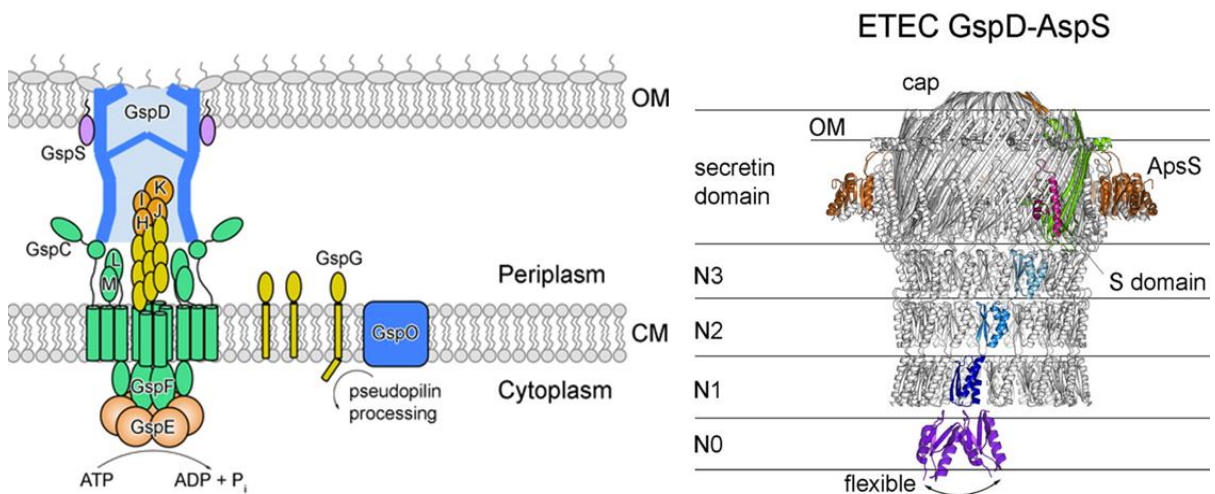 GspD
OM
GspS
K
I
J
H
GspC
L
M
GspG
Periplasm
GspO
CM
GspF
pseudopilin
processing
Cytoplasm
GspE
ATP
ADP + Pi
ETEC GspD-AspS
cap
OM
secretin
domain
ApsS
N3
S domain
N2
N1
N0
flexible